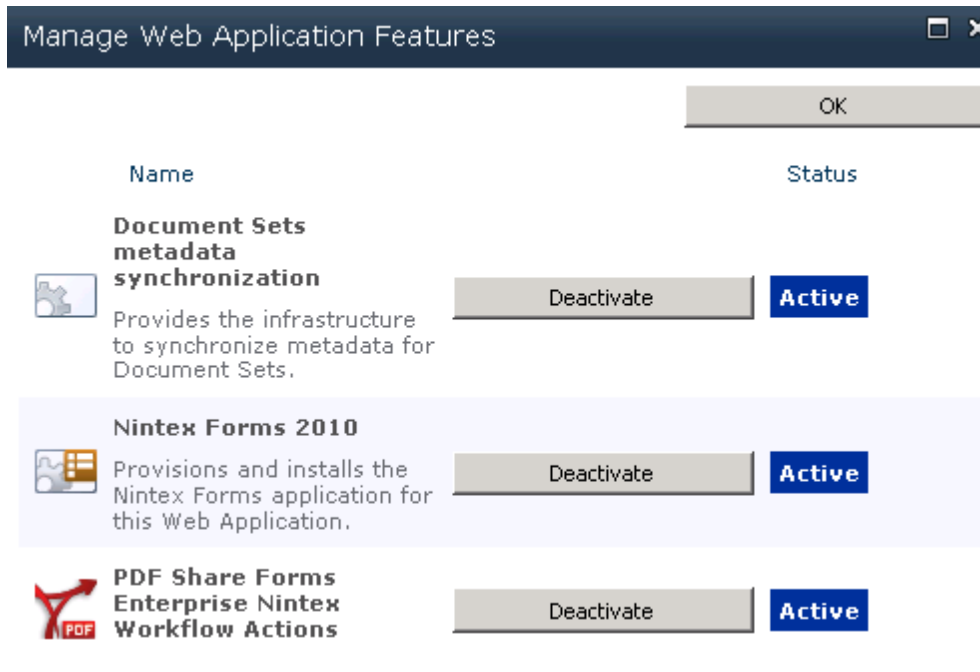 Manage Web Application Features
OK
Name Status
Document Sets
metadata
synchronization
Deactivate Active
Provides the infrastructure
to synchronize metadata for
Document Sets.
Nintex Forms 2010
Provisions and installs the
Deactivate Active
Nintex Forms application for
this Web Application.
PDF Share Forms
Enterprise Nintex
Deactivate Active
Workflow Actions
PDF